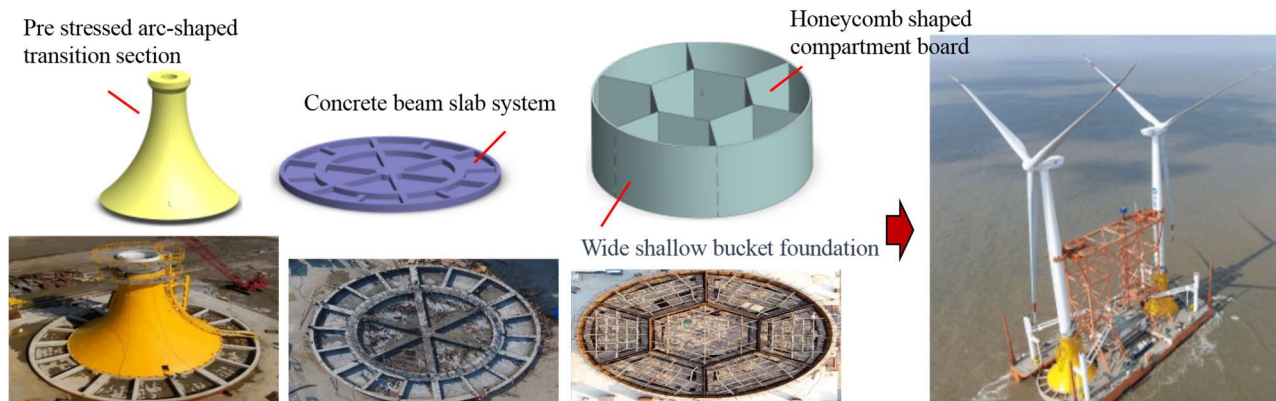 Pre stressed arc-shaped
transition section
Concrete beam slab system
Honeycomb shaped
compartment board
Wide shallow bucket foundation